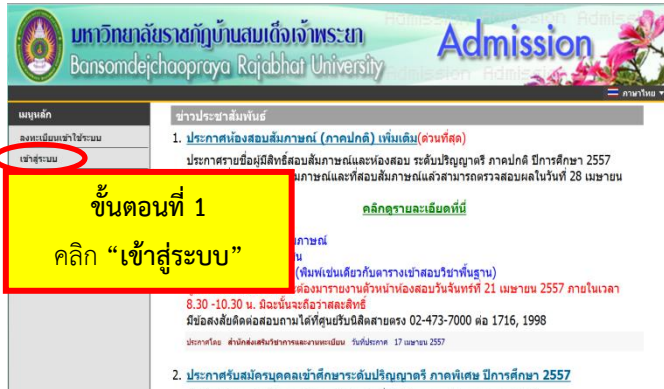 มหาวิทยาลัยราชภัฏบ้านสมเด็จเจ้าพระยา
Bansomdejchaopraya Rajabhat University
Admission
ภาษาไทย
เมนูหลัก
ลงทะเบียนเข้าใช้ระบบ
เข้าสู่ระบบ
ข่าวประชาสัมพันธ์
1. ประกาศห้องสอบสัมภาษณ์ (ภาคปกติ) เพิ่มเติม(ด่วนที่สุด)
ประกาศรายชื่อผู้มีสิทธิ์สอบสัมภาษณ์และห้องสอบ ระดับปริญญาตรี ภาคปกติ ปีการศึกษา 2557
มภาษณ์และที่สอบสัมภาษณ์แล้วสามารถตรวจสอบผลในวันที่ 28 เมษายน
คลิกดูรายละเอียดที่นี่
ภาษณ์
น
(พิมพ์เช่นเดียวกับตารางเข้าสอบวิชาพื้นฐาน)
ต้องมารายงานตัวหน้าห้องสอบวันจันทร์ที่ 21 เมษายน 2557 ภายในเวลา
8.30 -10.30 น. มิฉะนั้นจะถือว่าสละสิทธิ์
มีข้อสงสัยติดต่อสอบถามได้ที่ศูนย์รับนิสิตสายตรง 02-473-7000 ต่อ 1716, 1998
ประกาศโดย สำนักส่งเสริมวิชาการและงานทะเบียน วันที่ประกาศ 17 เมษายน 2557
2. ประกาศรับสมัครบุคคลเข้าศึกษาระดับปริญญาตรี ภาคพิเศษ ปีการศึกษา 2557
ขั้นตอนที่ 1
คลิก “เข้าสู่ระบบ”